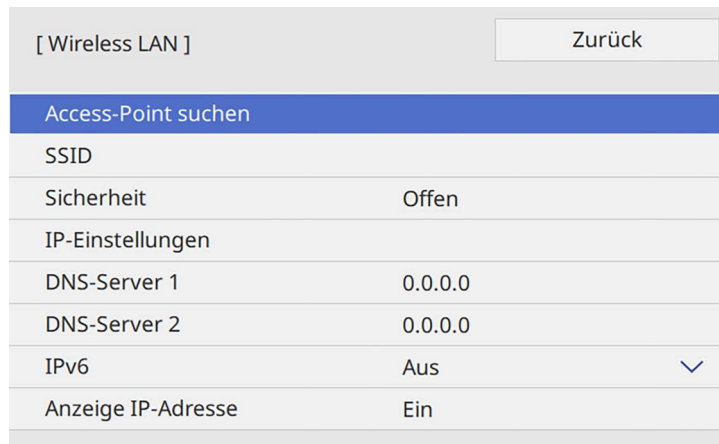 [ Wireless LAN ] Zurück
Access-Point suchen
SSID
Sicherheit Offen
IP-Einstellungen
DNS-Server 1 0.0.0.0
DNS-Server 2 0.0.0.0
IPv6 Aus
Anzeige IP-Adresse Ein